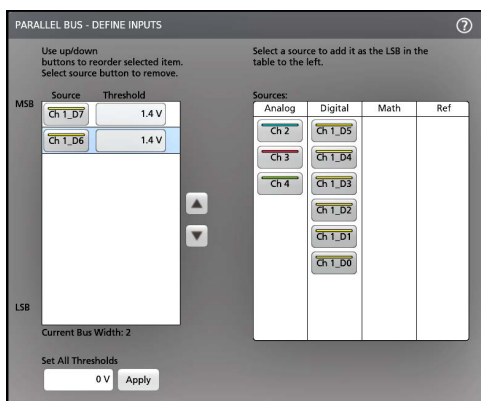 PARALLEL BUS - DEFINE INPUTS
?
Use up/down
buttons to reorder selected item.
Select source button to remove.
Select a source to add it as the LSB in the
table to the left.
Source Threshold
MSB
Ch 1_D7 1.4 V
Ch 1_D6 1.4 V
LSB
Current Bus Width: 2
Set All Thresholds
0 V Apply
Sources:
Analog Digital Math Ref
Ch 2 Ch 1_D5
Ch 3 Ch 1_D4
Ch 4 Ch 1_D3
Ch 1_D2
Ch 1_D1
Ch 1_D0